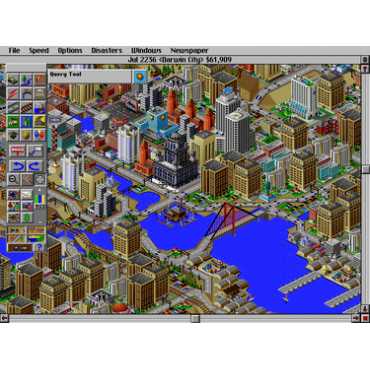 File Speed Options Disasters Windows Newspaper
Jul 2236 <Darwin City> $61,909
Query Tool